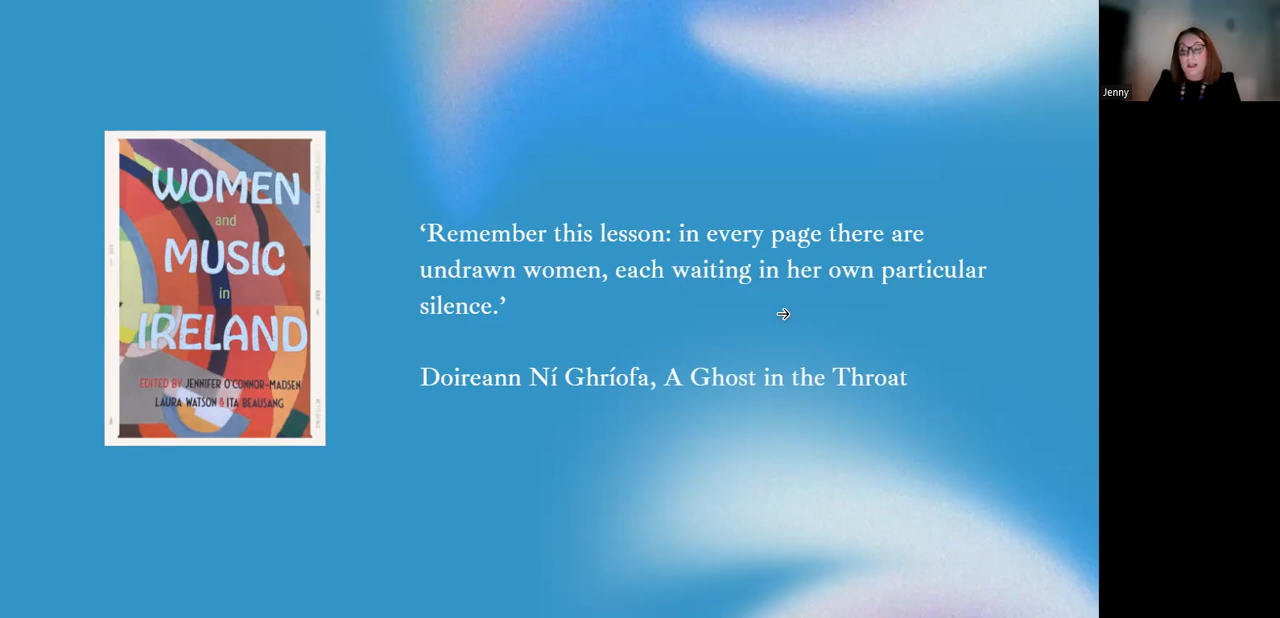 WOMEN
and
MUSIC
in
IRELAND
EDITED BY JENNIFER O'CONNOR-MADSEN
LAURA WATSON & ITA BEAUSANG
‘Remember this lesson: in every page there are
undrawn women, each waiting in her own particular
silence.’
Doireann Ní Ghríofa, A Ghost in the Throat
Jenny